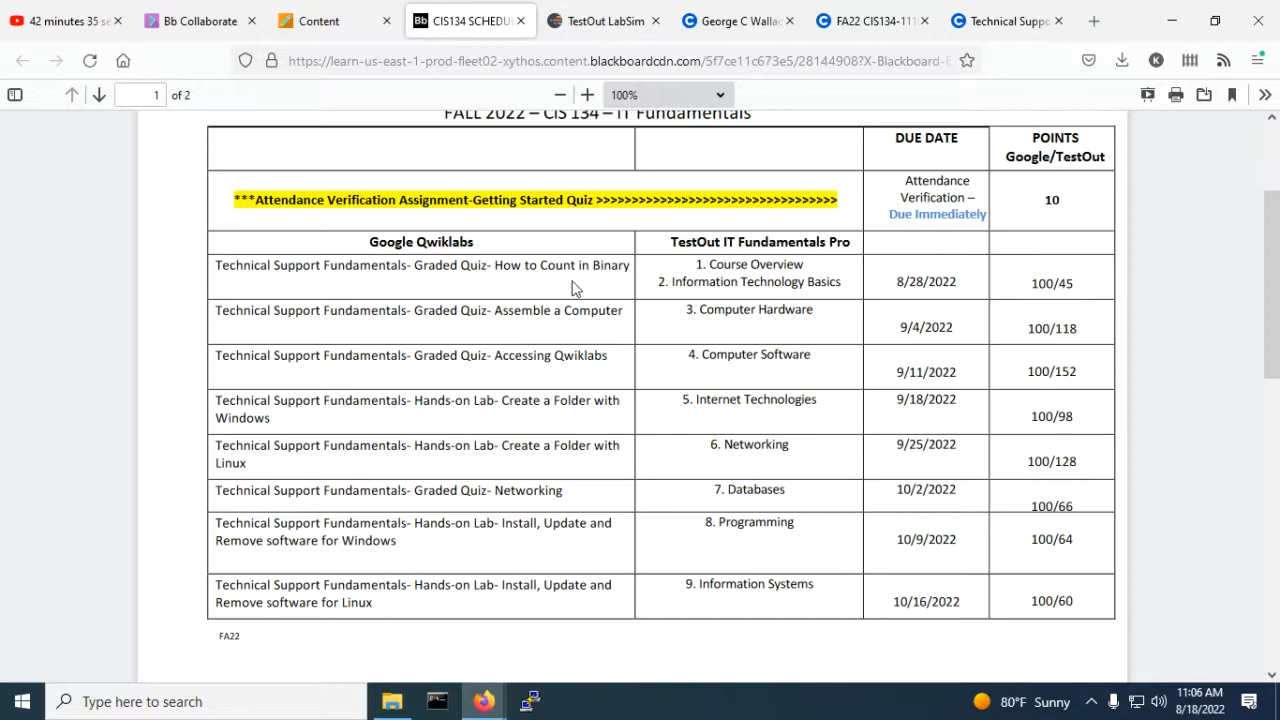 42 minutes 35 se
Bb Collaborate
Content
Bb CIS134 SCHEDU
TestOut LabSim
George C Wallac
FA22 CIS134-111
Technical Suppo
https://learn-us-east-1-prod-fleet02-xythos.content.blackboardcdn.com/5f7ce11c673e5/28144908?X-Blackboard-E
K
1 of 2
100%
FALL 2022 – CIS 134 – IT Fundamentals
DUE DATE
POINTS
Google/TestOut
***Attendance Verification Assignment-Getting Started Quiz >>>>>>>>>>>>>>>>>>>>>>>>>>>>>>>>>>
Attendance
Verification –
Due Immediately
10
Google Qwiklabs
TestOut IT Fundamentals Pro
Technical Support Fundamentals- Graded Quiz- How to Count in Binary
1. Course Overview
2. Information Technology Basics
8/28/2022
100/45
Technical Support Fundamentals- Graded Quiz- Assemble a Computer
3. Computer Hardware
9/4/2022
100/118
Technical Support Fundamentals- Graded Quiz- Accessing Qwiklabs
4. Computer Software
9/11/2022
100/152
Technical Support Fundamentals- Hands-on Lab- Create a Folder with
Windows
5. Internet Technologies
9/18/2022
100/98
Technical Support Fundamentals- Hands-on Lab- Create a Folder with
Linux
6. Networking
9/25/2022
100/128
Technical Support Fundamentals- Graded Quiz- Networking
7. Databases
10/2/2022
100/66
Technical Support Fundamentals- Hands-on Lab- Install, Update and
Remove software for Windows
8. Programming
10/9/2022
100/64
Technical Support Fundamentals- Hands-on Lab- Install, Update and
Remove software for Linux
9. Information Systems
10/16/2022
100/60
FA22
Type here to search
80°F Sunny
11:06 AM
8/18/2022